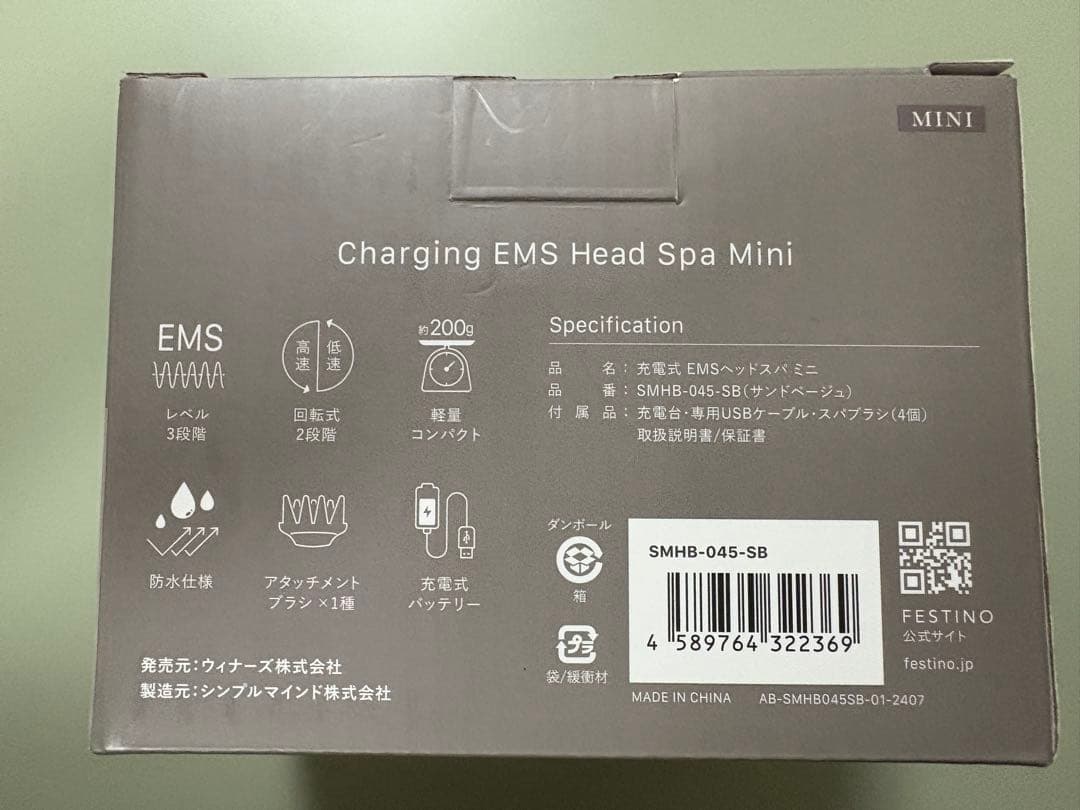 MINI
Charging EMS Head Spa Mini
EMS
レベル
3段階
高速
低速
回転式
2段階
約200g
軽量
コンパクト
防水仕様
アタッチメント
ブラシ×1種
充電式
バッテリー
Specification
品名：充電式 EMSヘッドスパ ミニ
品番：SMHB-045-SB（サンドベージュ）
付属品：充電台・専用USBケーブル・スパブラシ（4個）
取扱説明書/保証書
発売元：ウィナーズ株式会社
製造元：シンプルマインド株式会社
ダンボール
箱
プラ
袋/緩衝材
SMHB-045-SB
4 589764 322369
MADE IN CHINA AB-SMHB045SB-01-2407
FESTINO
公式サイト
festino.jp